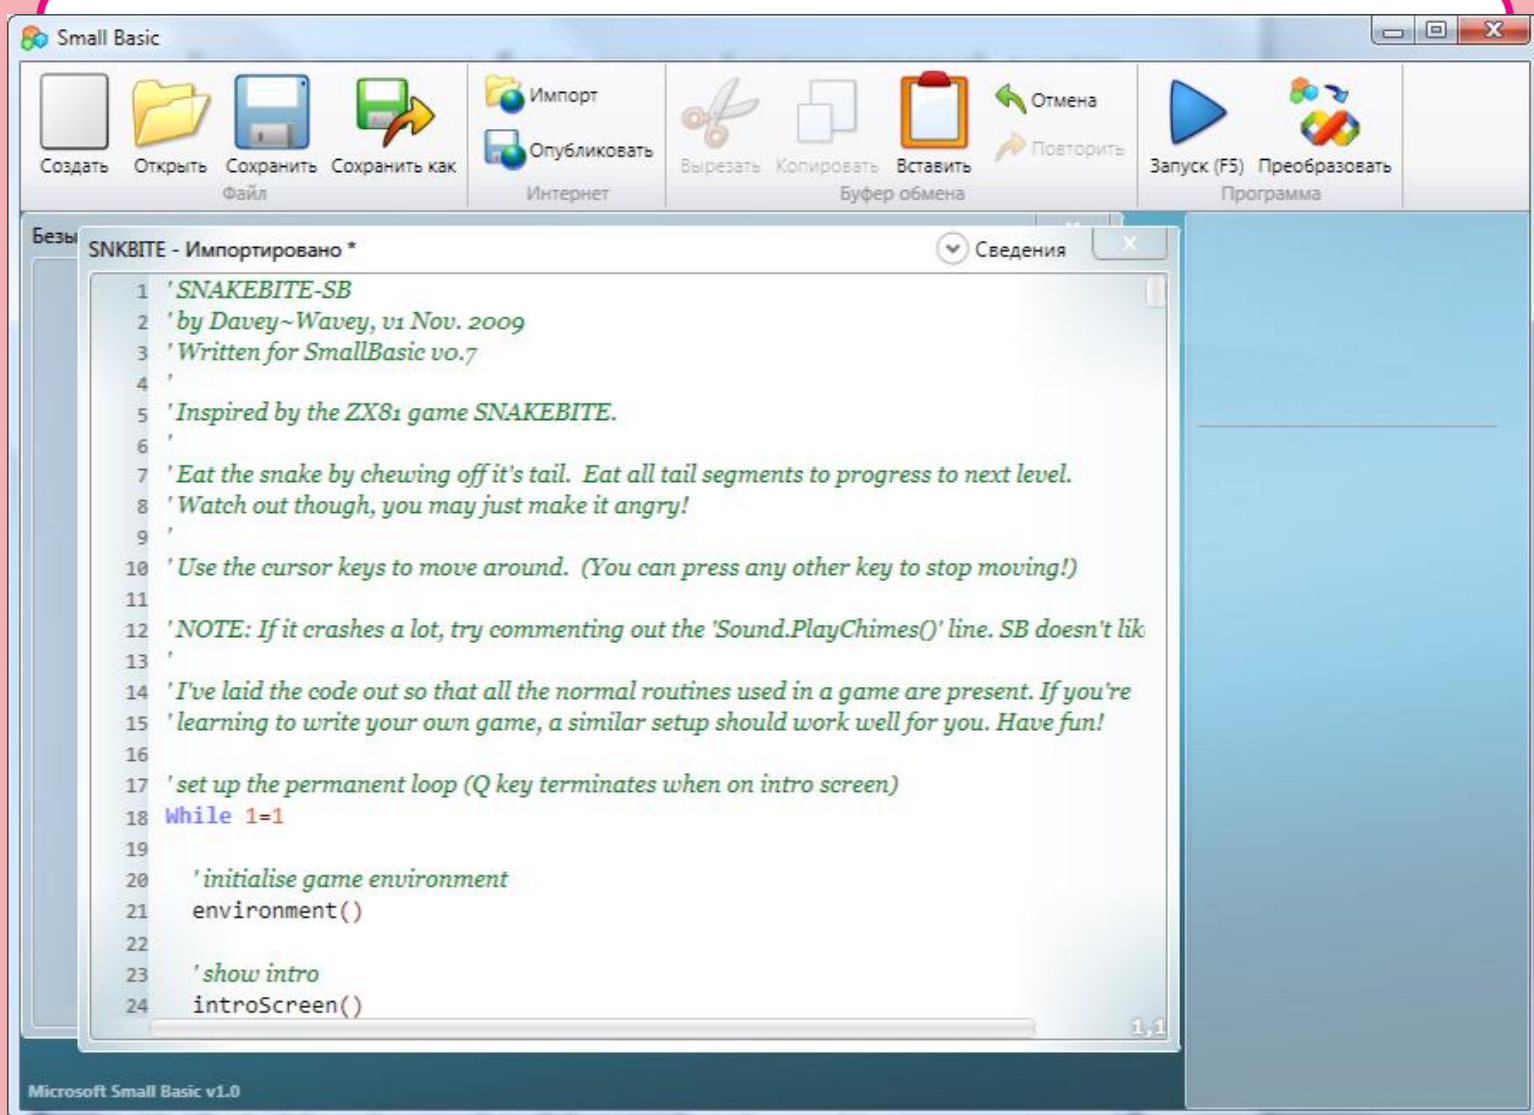 Small Basic
Создать
Открыть
Сохранить
Сохранить как
Файл
Импорт
Опубликовать
Интернет
Вырезать
Копировать
Вставить
Отмена
Повторить
Буфер обмена
Запуск (F5)
Преобразовать
Программа
Безы
SNKBITE - Импортировано *
Сведения
1 ' SNAKEBITE-SB
2 ' by Davey~Wavey, v1 Nov. 2009
3 ' Written for SmallBasic v0.7
4 '
5 ' Inspired by the ZX81 game SNAKEBITE.
6 '
7 ' Eat the snake by chewing off it's tail.  Eat all tail segments to progress to next level.
8 ' Watch out though, you may just make it angry!
9 '
10 ' Use the cursor keys to move around.  (You can press any other key to stop moving!)
11
12 ' NOTE: If it crashes a lot, try commenting out the 'Sound.PlayChimes()' line. SB doesn't lik
13 '
14 ' I've laid the code out so that all the normal routines used in a game are present. If you're
15 ' learning to write your own game, a similar setup should work well for you. Have fun!
16
17 ' set up the permanent loop (Q key terminates when on intro screen)
18 While 1=1
19
20 ' initialise game environment
21 environment()
22
23 ' show intro
24 introScreen()
1,1
Microsoft Small Basic v1.0